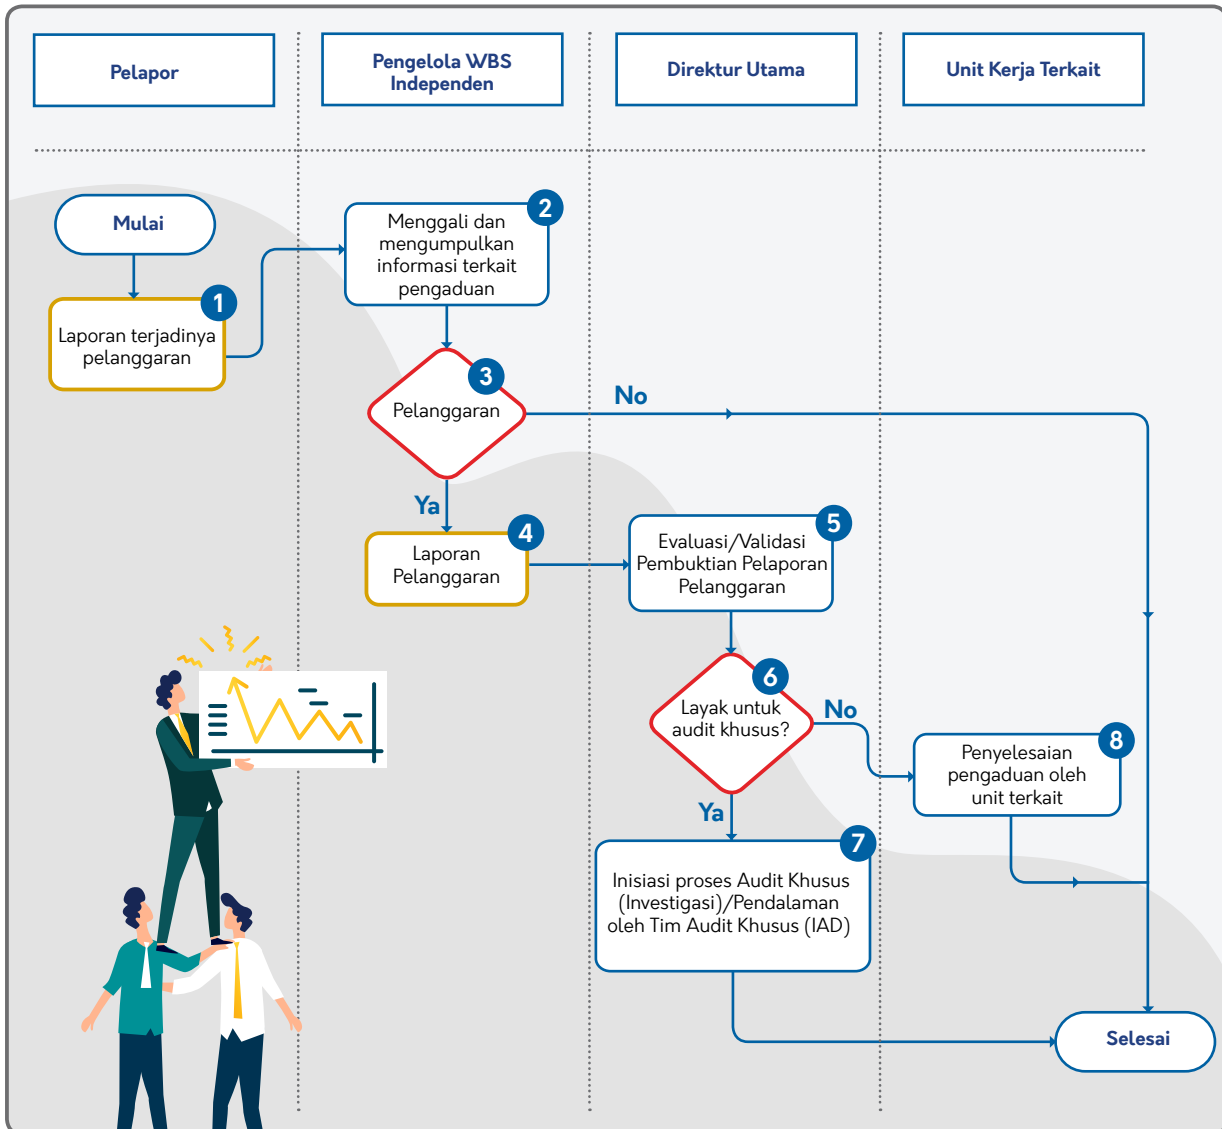 Pelapor
Pengelola WBS
Independen
Direktur Utama
Unit Kerja Terkait
Mulai
1
Laporan terjadinya
pelanggaran
2
Menggali dan
mengumpulkan
informasi terkait
pengaduan
3
Pelanggaran
No
Ya
4
Laporan
Pelanggaran
5
Evaluasi/Validasi
Pembuktian Pelaporan
Pelanggaran
6
Layak untuk
audit khusus?
No
Ya
8
Penyelesaian
pengaduan oleh
unit terkait
7
Inisiasi proses Audit Khusus
(Investigasi)/Pendalaman
oleh Tim Audit Khusus (IAD)
Selesai